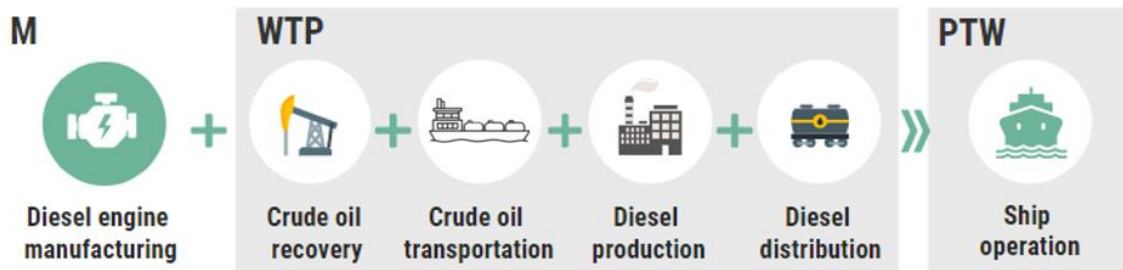 M
WTP
PTW
Diesel engine
manufacturing
Crude oil
recovery
Crude oil
transportation
Diesel
production
Diesel
distribution
Ship
operation